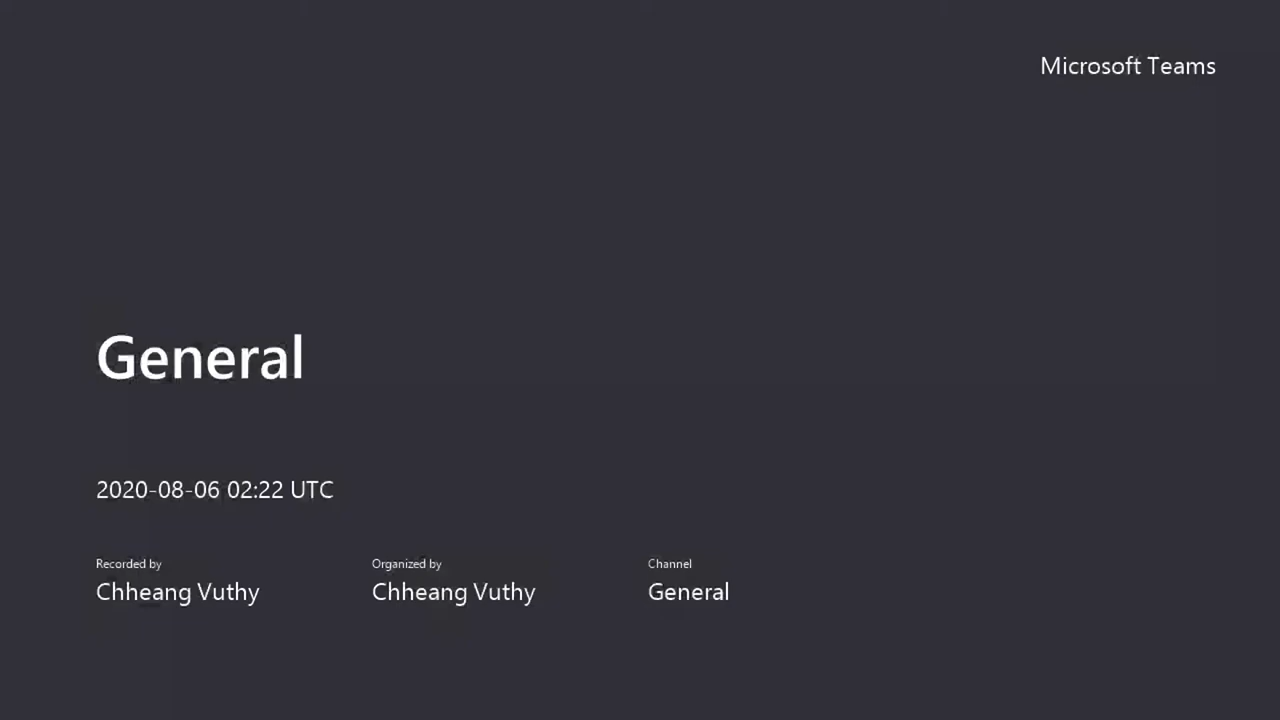 Microsoft Teams
General
2020-08-06 02:22 UTC
Recorded by
Chheang Vuthy
Organized by
Chheang Vuthy
Channel
General